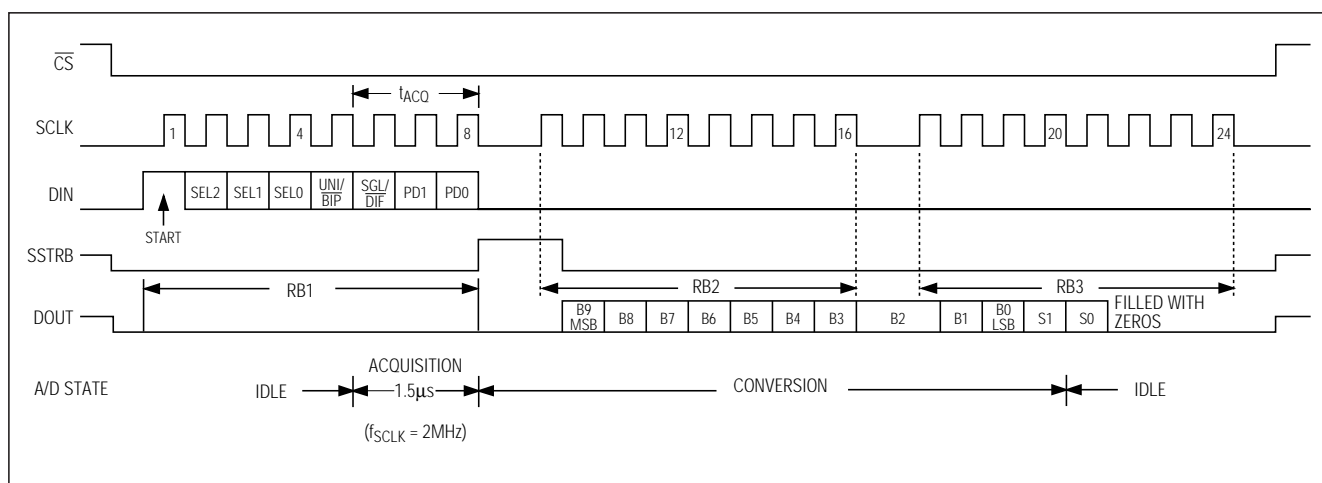 CS
tACQ
SCLK 1 4 8 12 16 20 24
DIN SEL2 SEL1 SEL0 UNI/BIP SGL/DIF PD1 PD0
START
SSTRB
RB1 RB2 RB3
DOUT B9 MSB B8 B7 B6 B5 B4 B3 B2 B1 B0 LSB S1 S0 FILLED WITH ZEROS
A/D STATE IDLE ACQUISITION 1.5µs CONVERSION IDLE
(fSCLK = 2MHz)